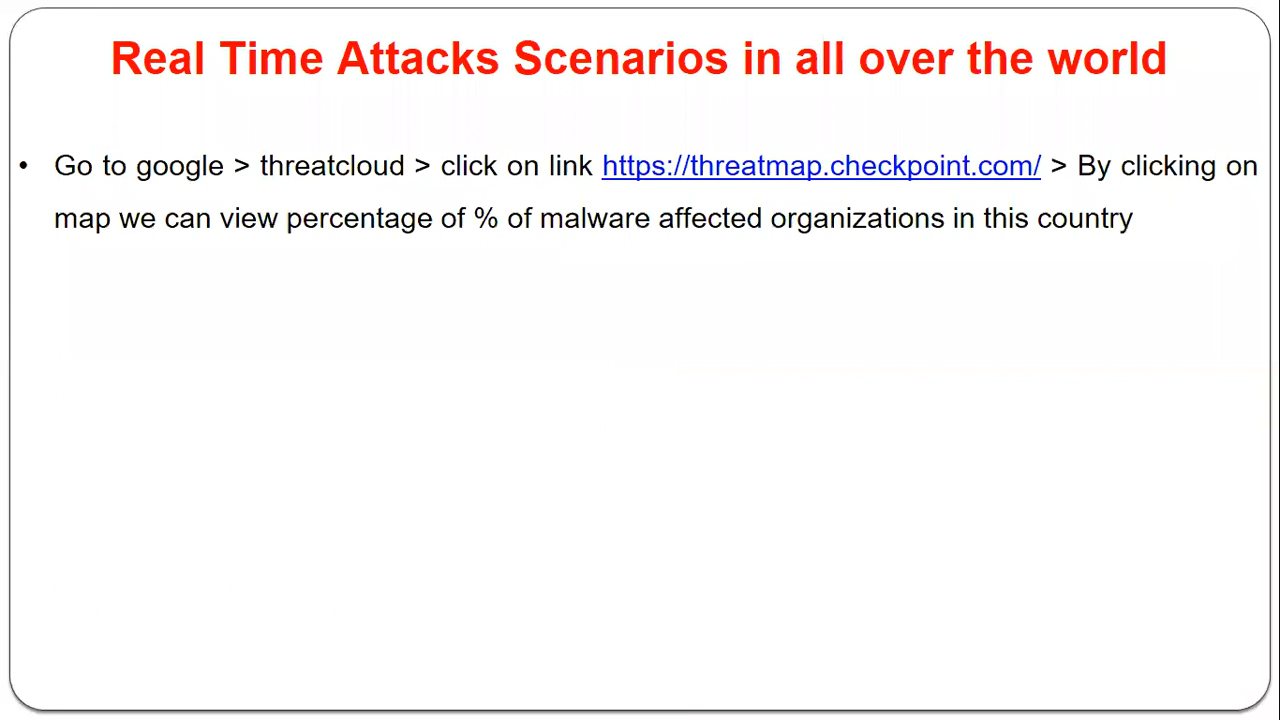 Real Time Attacks Scenarios in all over the world
• Go to google > threatcloud > click on link https://threatmap.checkpoint.com/ > By clicking on
map we can view percentage of % of malware affected organizations in this country